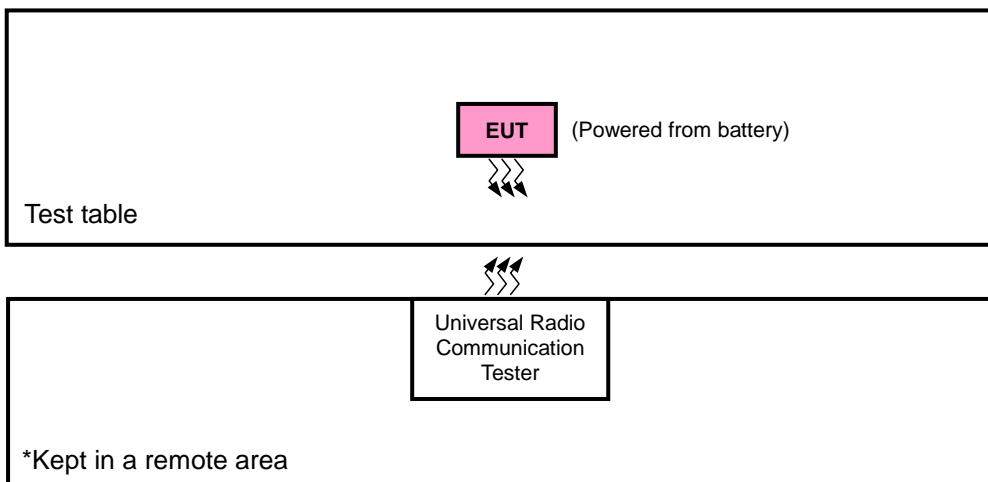 EUT
(Powered from battery)
Test table
Universal Radio
Communication
Tester
*Kept in a remote area